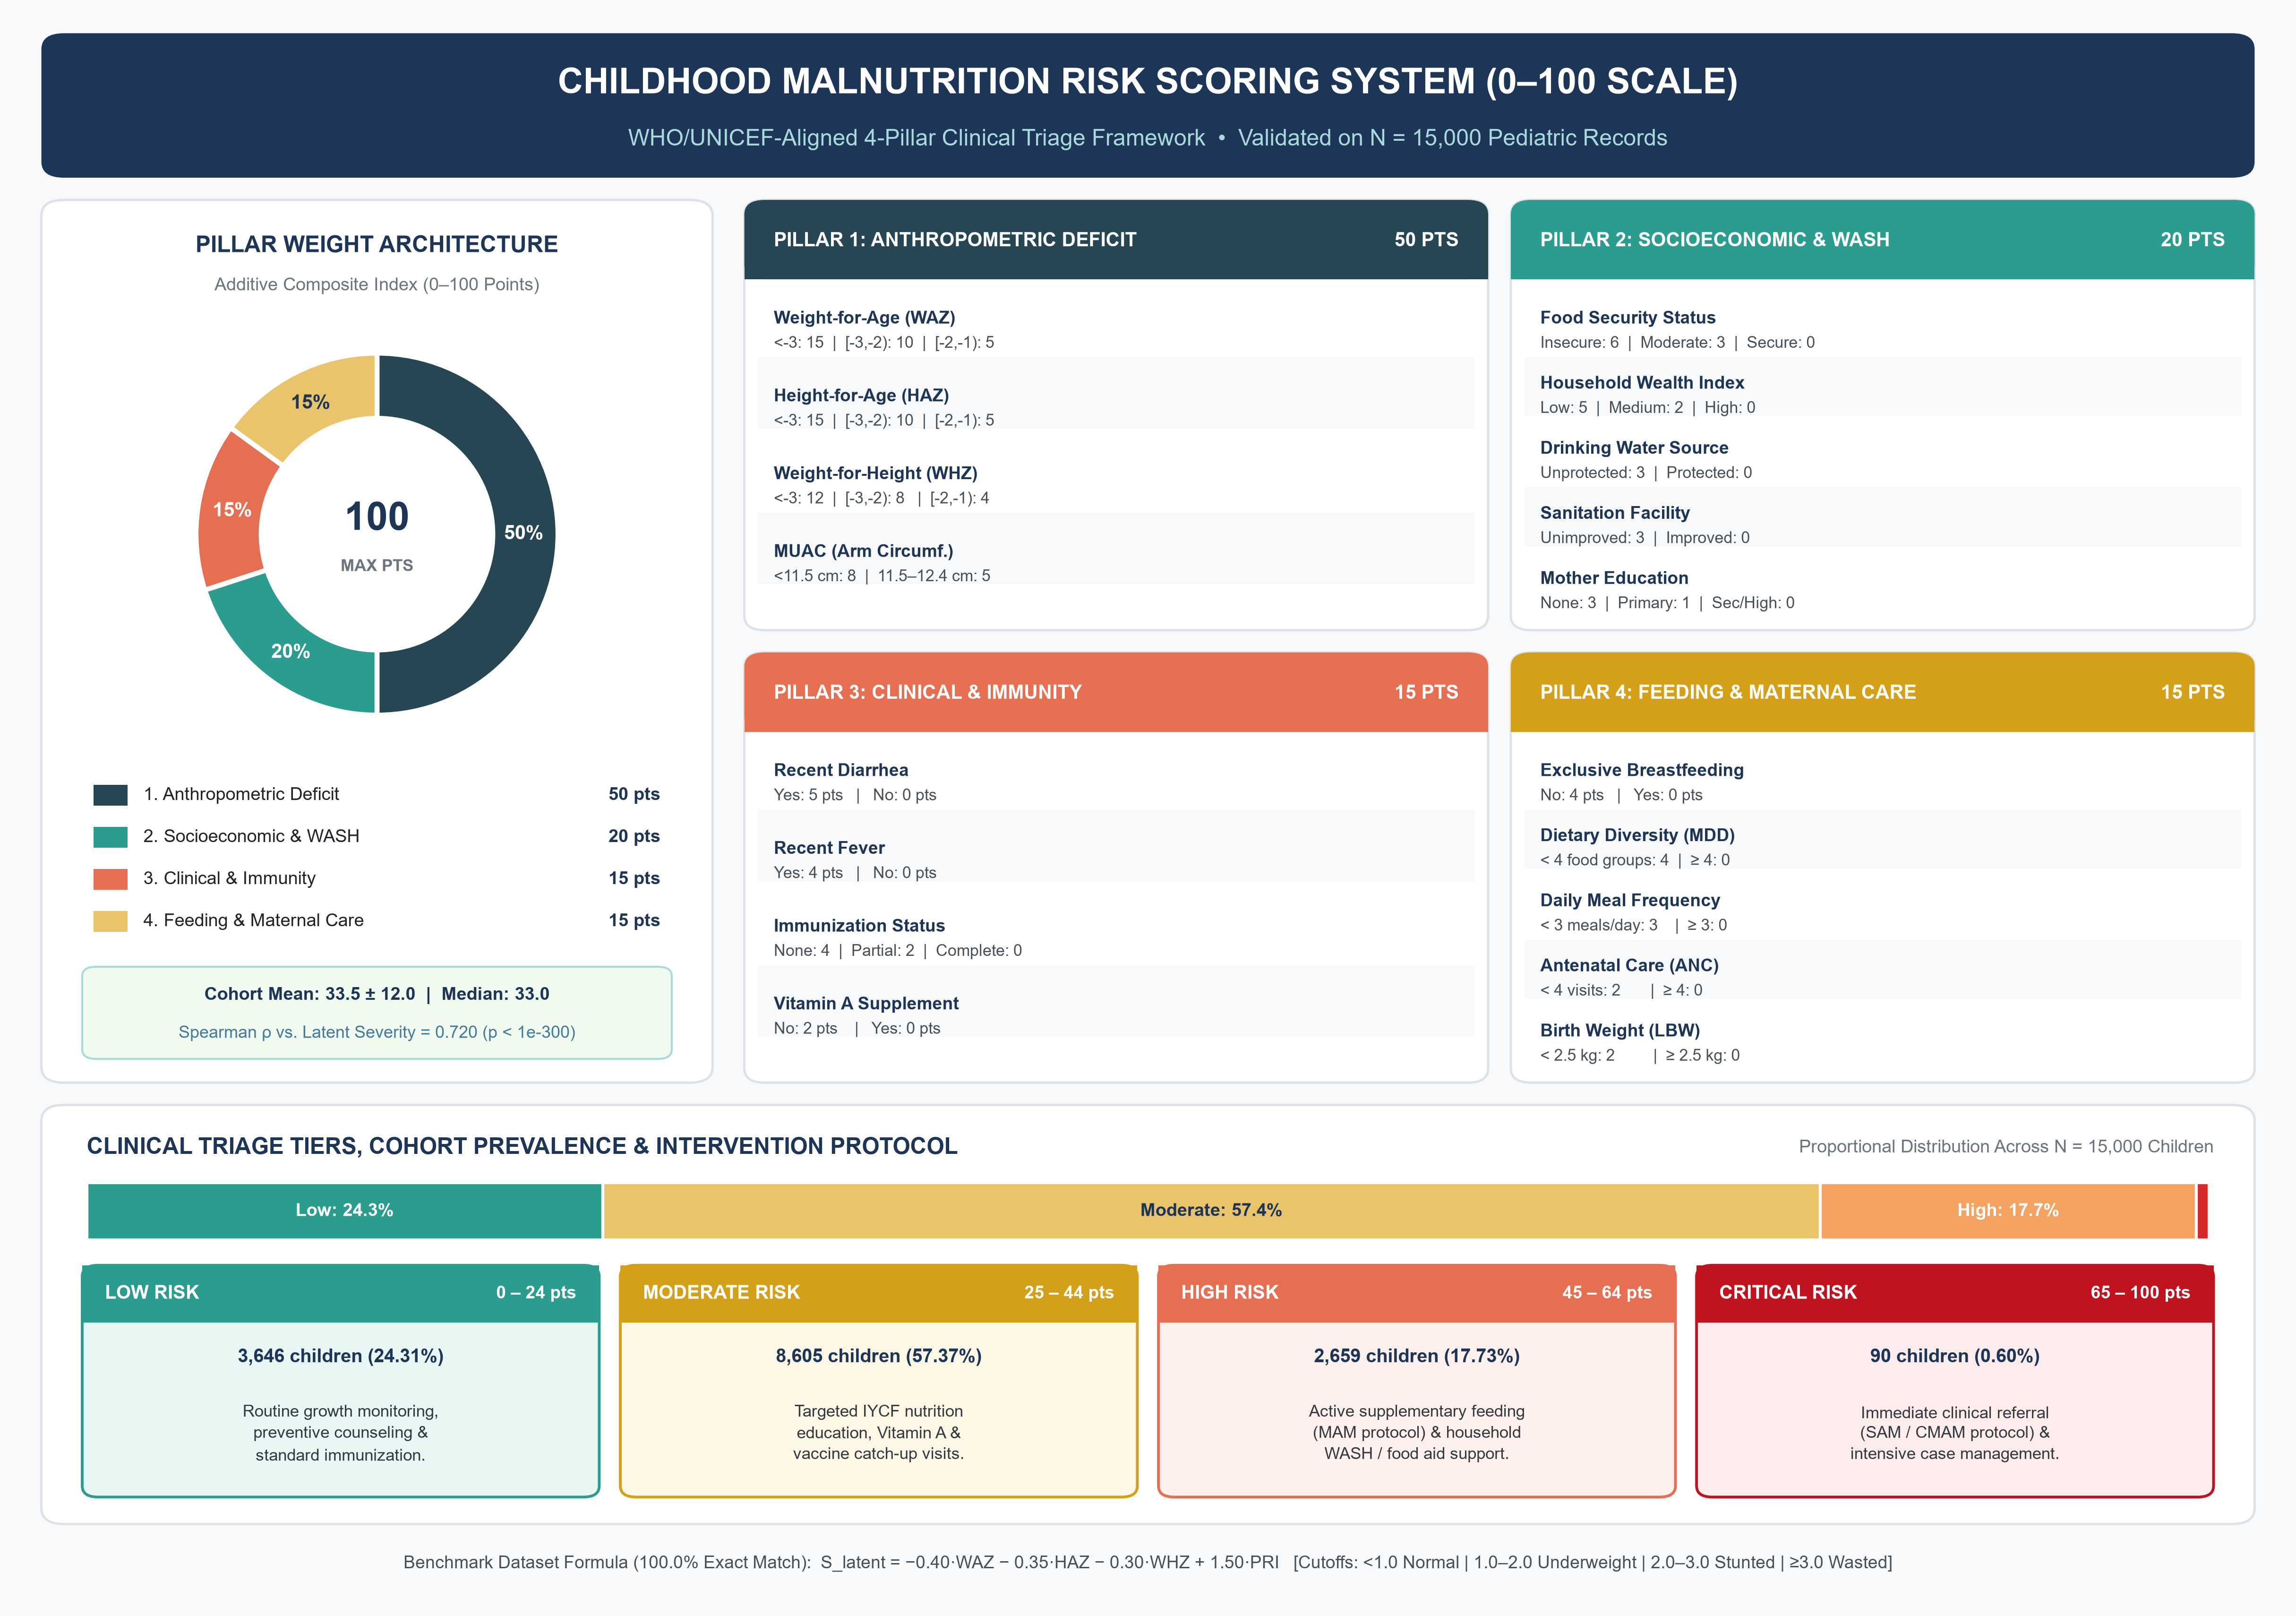 CHILDHOOD MALNUTRITION RISK SCORING SYSTEM (0–100 SCALE)
WHO/UNICEF-Aligned 4-Pillar Clinical Triage Framework • Validated on N = 15,000 Pediatric Records
PILLAR WEIGHT ARCHITECTURE
Additive Composite Index (0–100 Points)
15%
15%
50%
20%
100
MAX PTS
1. Anthropometric Deficit 50 pts
2. Socioeconomic & WASH 20 pts
3. Clinical & Immunity 15 pts
4. Feeding & Maternal Care 15 pts
Cohort Mean: 33.5 ± 12.0 | Median: 33.0
Spearman ρ vs. Latent Severity = 0.720 (p < 1e-300)
PILLAR 1: ANTHROPOMETRIC DEFICIT 50 PTS
Weight-for-Age (WAZ)
<-3: 15 | [-3,-2): 10 | [-2,-1): 5
Height-for-Age (HAZ)
<-3: 15 | [-3,-2): 10 | [-2,-1): 5
Weight-for-Height (WHZ)
<-3: 12 | [-3,-2): 8 | [-2,-1): 4
MUAC (Arm Circumf.)
<11.5 cm: 8 | 11.5–12.4 cm: 5
PILLAR 2: SOCIOECONOMIC & WASH 20 PTS
Food Security Status
Insecure: 6 | Moderate: 3 | Secure: 0
Household Wealth Index
Low: 5 | Medium: 2 | High: 0
Drinking Water Source
Unprotected: 3 | Protected: 0
Sanitation Facility
Unimproved: 3 | Improved: 0
Mother Education
None: 3 | Primary: 1 | Sec/High: 0
PILLAR 3: CLINICAL & IMMUNITY 15 PTS
Recent Diarrhea
Yes: 5 pts | No: 0 pts
Recent Fever
Yes: 4 pts | No: 0 pts
Immunization Status
None: 4 | Partial: 2 | Complete: 0
Vitamin A Supplement
No: 2 pts | Yes: 0 pts
PILLAR 4: FEEDING & MATERNAL CARE 15 PTS
Exclusive Breastfeeding
No: 4 pts | Yes: 0 pts
Dietary Diversity (MDD)
< 4 food groups: 4 | ≥ 4: 0
Daily Meal Frequency
< 3 meals/day: 3 | ≥ 3: 0
Antenatal Care (ANC)
< 4 visits: 2 | ≥ 4: 0
Birth Weight (LBW)
< 2.5 kg: 2 | ≥ 2.5 kg: 0
CLINICAL TRIAGE TIERS, COHORT PREVALENCE & INTERVENTION PROTOCOL
Proportional Distribution Across N = 15,000 Children
Low: 24.3%
Moderate: 57.4%
High: 17.7%
LOW RISK 0 – 24 pts
3,646 children (24.31%)
Routine growth monitoring,
preventive counseling &
standard immunization.
MODERATE RISK 25 – 44 pts
8,605 children (57.37%)
Targeted IYCF nutrition
education, Vitamin A &
vaccine catch-up visits.
HIGH RISK 45 – 64 pts
2,659 children (17.73%)
Active supplementary feeding
(MAM protocol) & household
WASH / food aid support.
CRITICAL RISK 65 – 100 pts
90 children (0.60%)
Immediate clinical referral
(SAM / CMAM protocol) &
intensive case management.
Benchmark Dataset Formula (100.0% Exact Match): S_latent = −0.40·WAZ − 0.35·HAZ − 0.30·WHZ + 1.50·PRI [Cutoffs: <1.0 Normal | 1.0–2.0 Underweight | 2.0–3.0 Stunted | ≥3.0 Wasted]